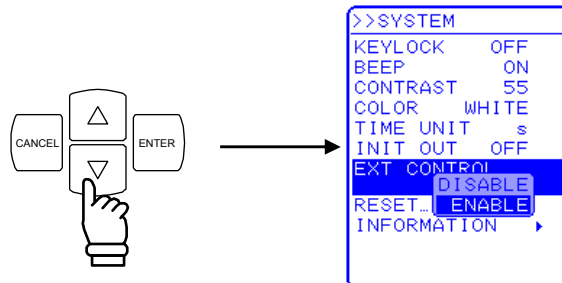 CANCEL
ENTER
>>SYSTEM
KEYLOCK OFF
BEEP ON
CONTRAST 55
COLOR WHITE
TIME UNIT s
INIT OUT OFF
EXT CONTROL
DISABLE
RESET… ENABLE
INFORMATION